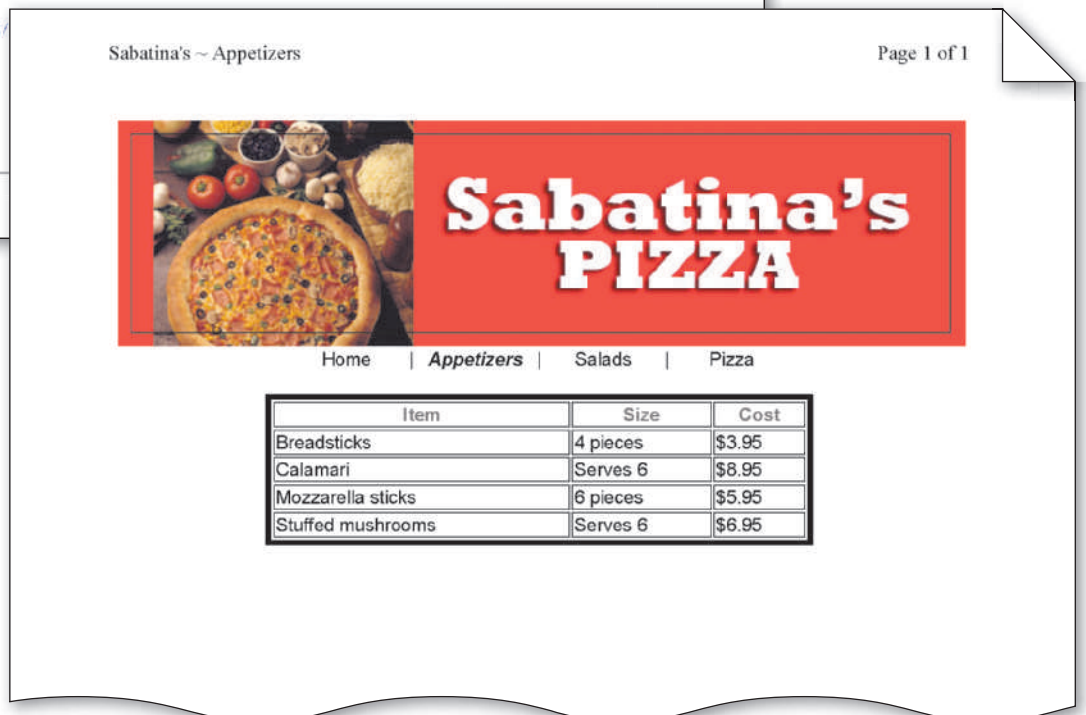 Sabatina's ~ Appetizers Page 1 of 1
Sabatina's
PIZZA
Home | Appetizers | Salads | Pizza
Item Size Cost
Breadsticks 4 pieces $3.95
Calamari Serves 6 $8.95
Mozzarella sticks 6 pieces $5.95
Stuffed mushrooms Serves 6 $6.95